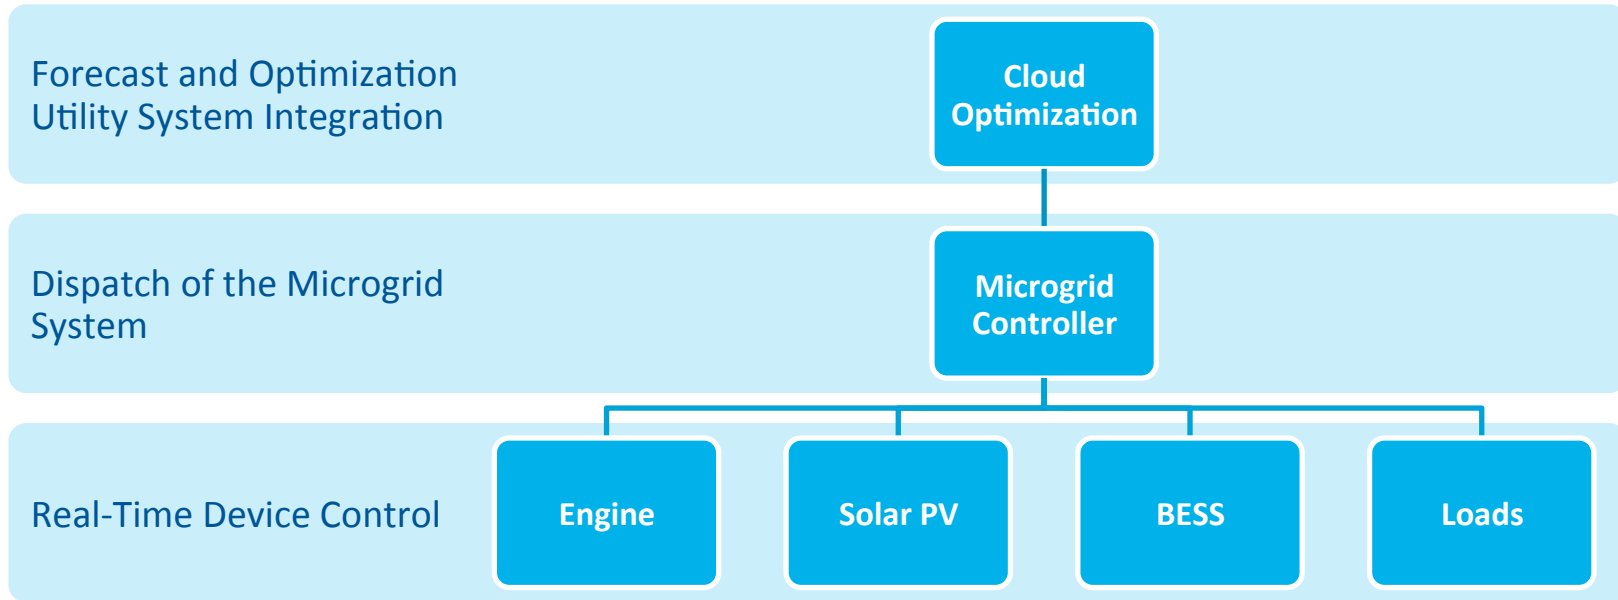 Forecast and Optimization
Utility System Integration
Cloud
Optimization
Dispatch of the Microgrid
System
Microgrid
Controller
Real-Time Device Control
Engine
Solar PV
BESS
Loads